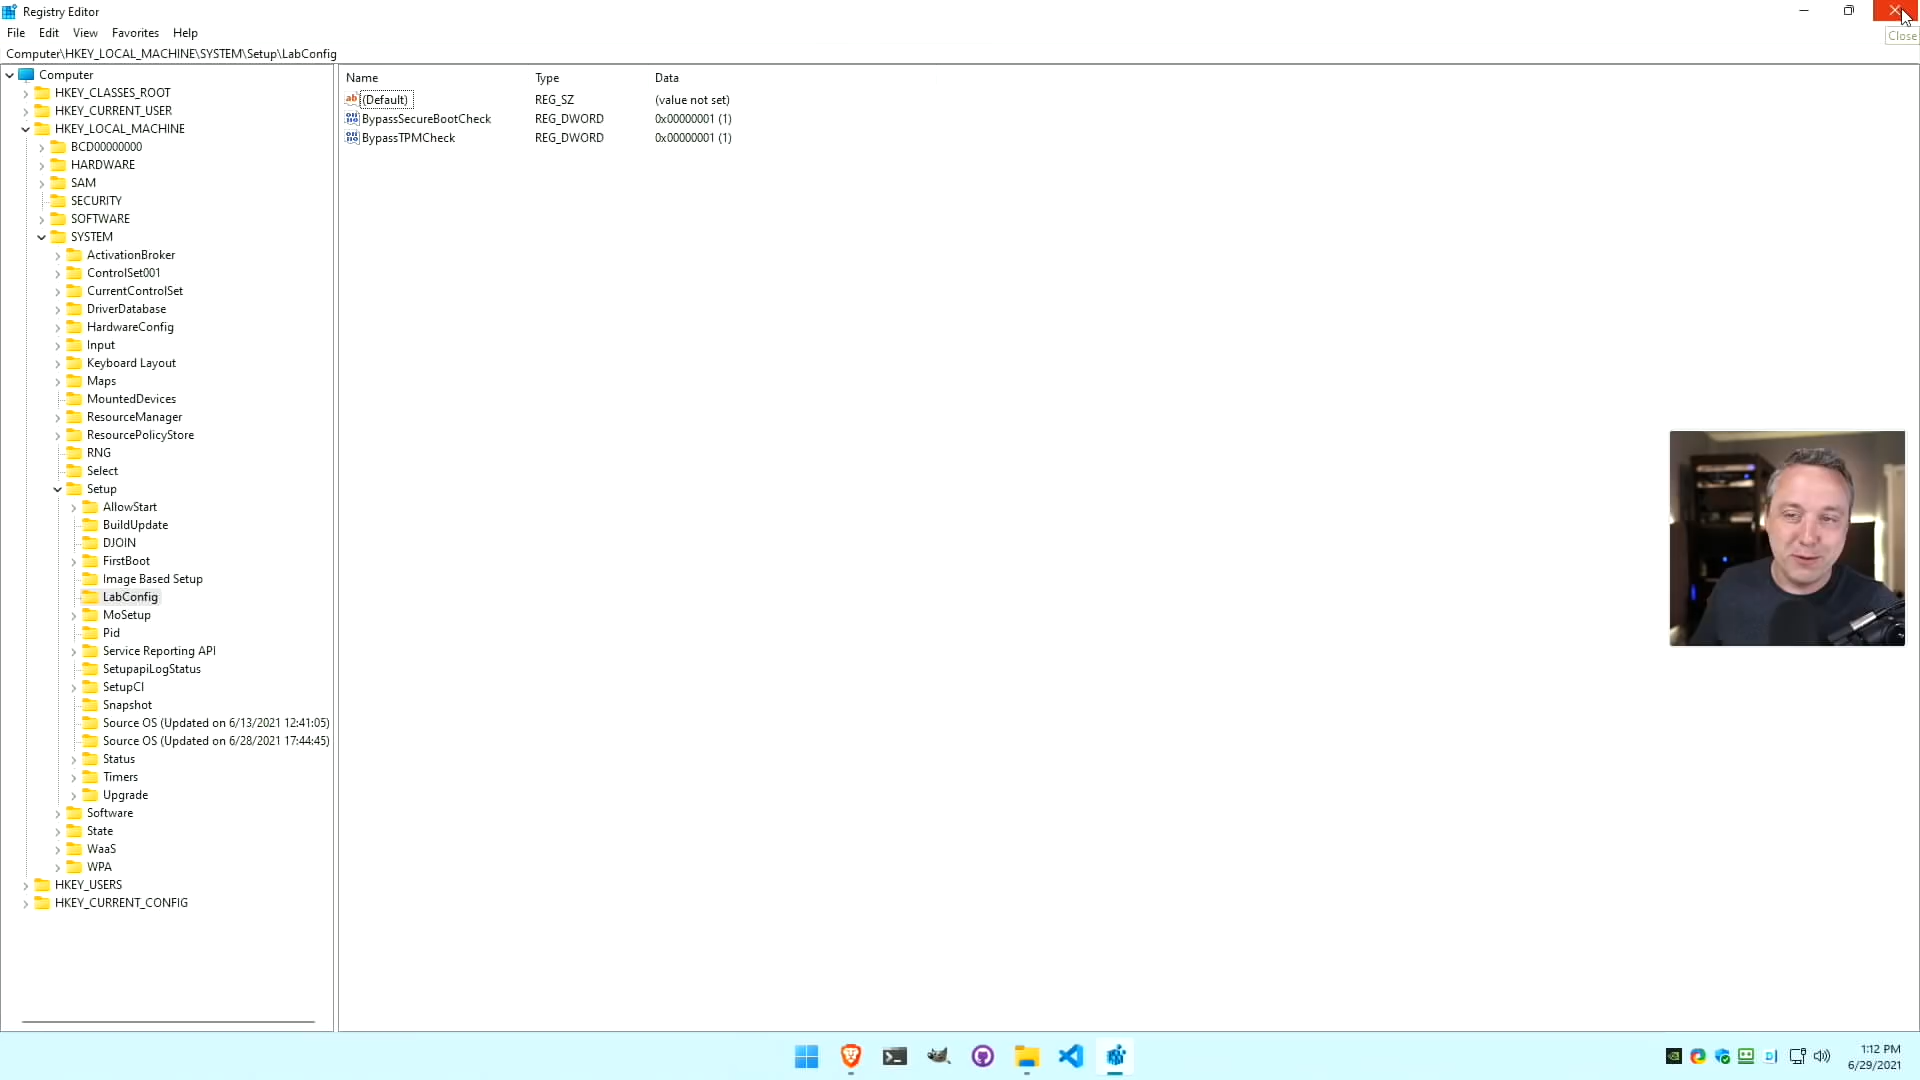 Registry Editor
Close
File Edit View Favorites Help
Computer\HKEY_LOCAL_MACHINE\SYSTEM\Setup\LabConfig
Computer
HKEY_CLASSES_ROOT
HKEY_CURRENT_USER
HKEY_LOCAL_MACHINE
BCD00000000
HARDWARE
SAM
SECURITY
SOFTWARE
SYSTEM
ActivationBroker
ControlSet001
CurrentControlSet
DriverDatabase
HardwareConfig
Input
Keyboard Layout
Maps
MountedDevices
ResourceManager
ResourcePolicyStore
RNG
Select
Setup
AllowStart
BuildUpdate
DJOIN
FirstBoot
Image Based Setup
LabConfig
MoSetup
Pid
Service Reporting API
SetupapiLogStatus
SetupCl
Snapshot
Source OS (Updated on 6/13/2021 12:41:05)
Source OS (Updated on 6/28/2021 17:44:45)
Status
Timers
Upgrade
Software
State
WaaS
WPA
HKEY_USERS
HKEY_CURRENT_CONFIG
Name Type Data
(Default) REG_SZ (value not set)
BypassSecureBootCheck REG_DWORD 0x00000001 (1)
BypassTPMCheck REG_DWORD 0x00000001 (1)
1:12 PM
6/29/2021